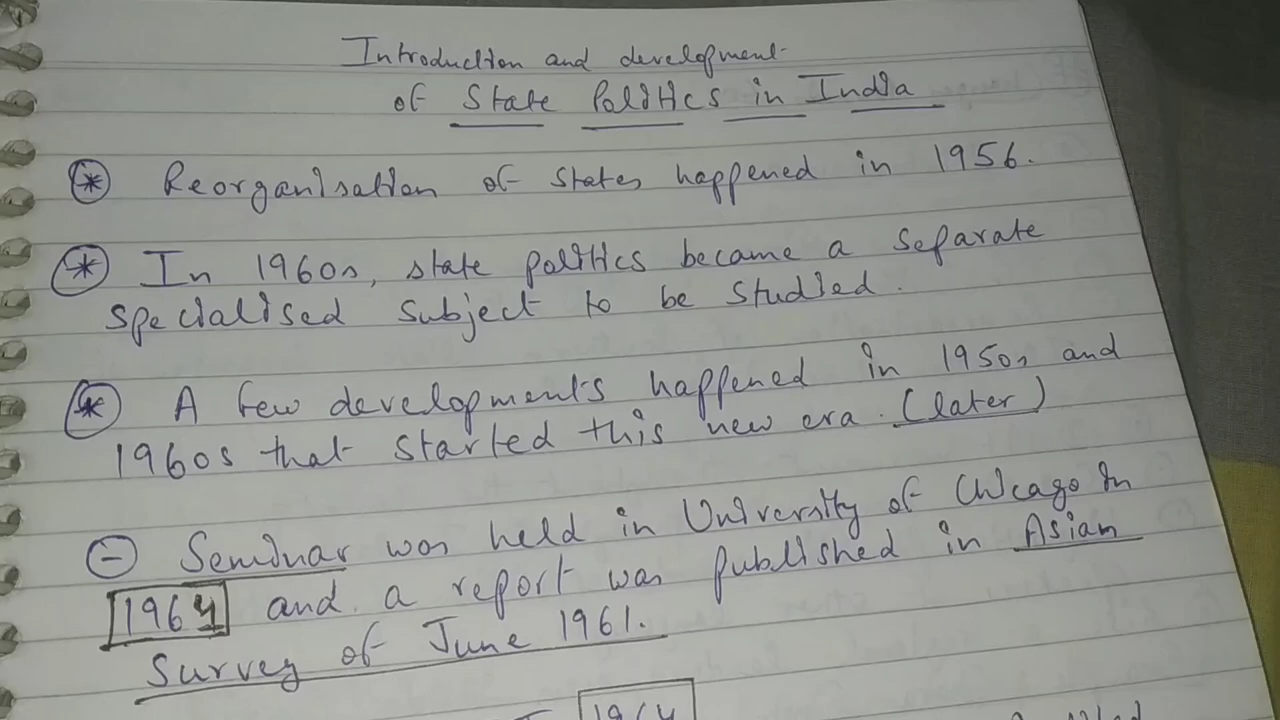 Introduction and development
of State Politics in India
* Reorganisation of States happened in 1956.
* In 1960s, state politics became a separate
specialised subject to be studied.
* A few developments happened in 1950s and
1960s that started this new era. (later)
- Seminar was held in University of Chicago in
1964 and a report was published in Asian
Survey of June 1961.
1964